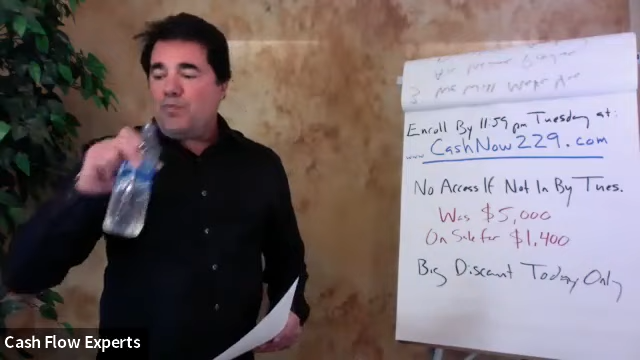 Enroll By 11:59 pm Tuesday at:
www.CashNow229.com
No Access If Not In By Tues.
Was $5,000
On Sale for $1,400
Big Discount Today Only
Cash Flow Experts